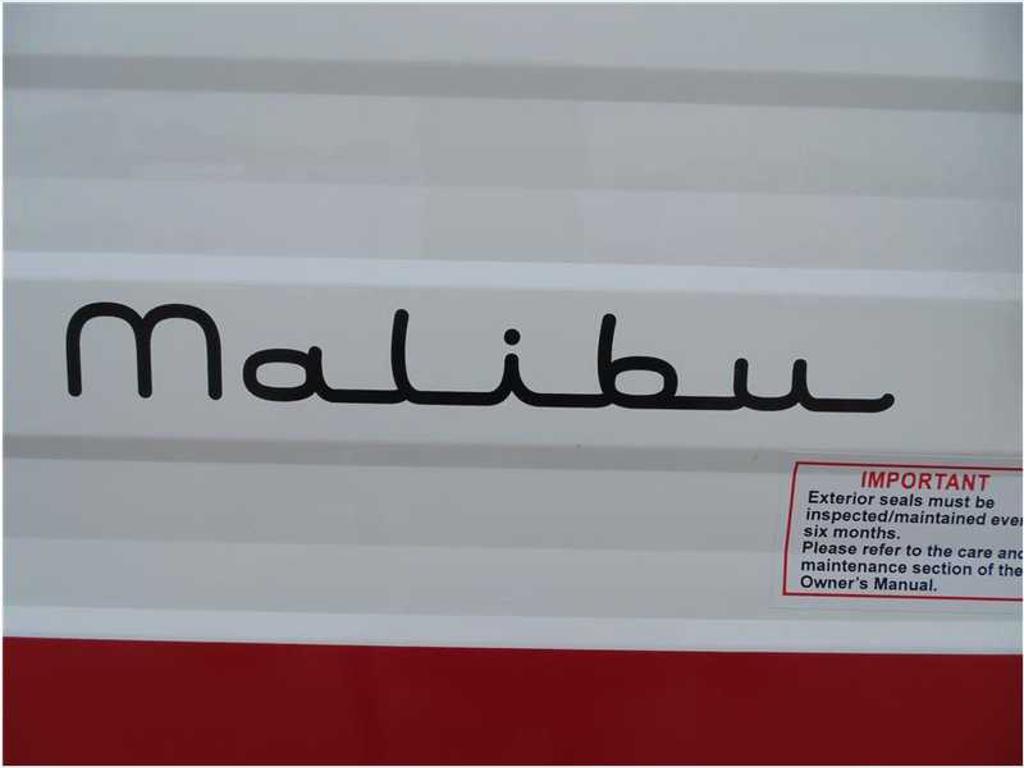 Malibu
IMPORTANT
Exterior seals must be
inspected/maintained
six months.
Please refer to the care and
maintenance section of the
Owner's Manual.